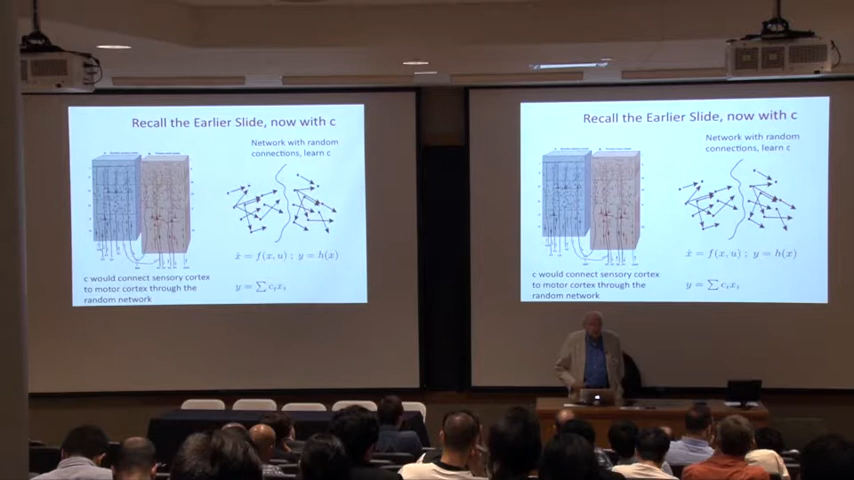 Recall the Earlier Slide, now with c
Network with random
connections, learn c
ẋ = f(x, u) ; y = h(x)
c would connect sensory cortex
to motor cortex through the
random network
y = ∑ cᵢxᵢ
Recall the Earlier Slide, now with c
Network with random
connections, learn c
ẋ = f(x, u) ; y = h(x)
c would connect sensory cortex
to motor cortex through the
random network
y = ∑ cᵢxᵢ